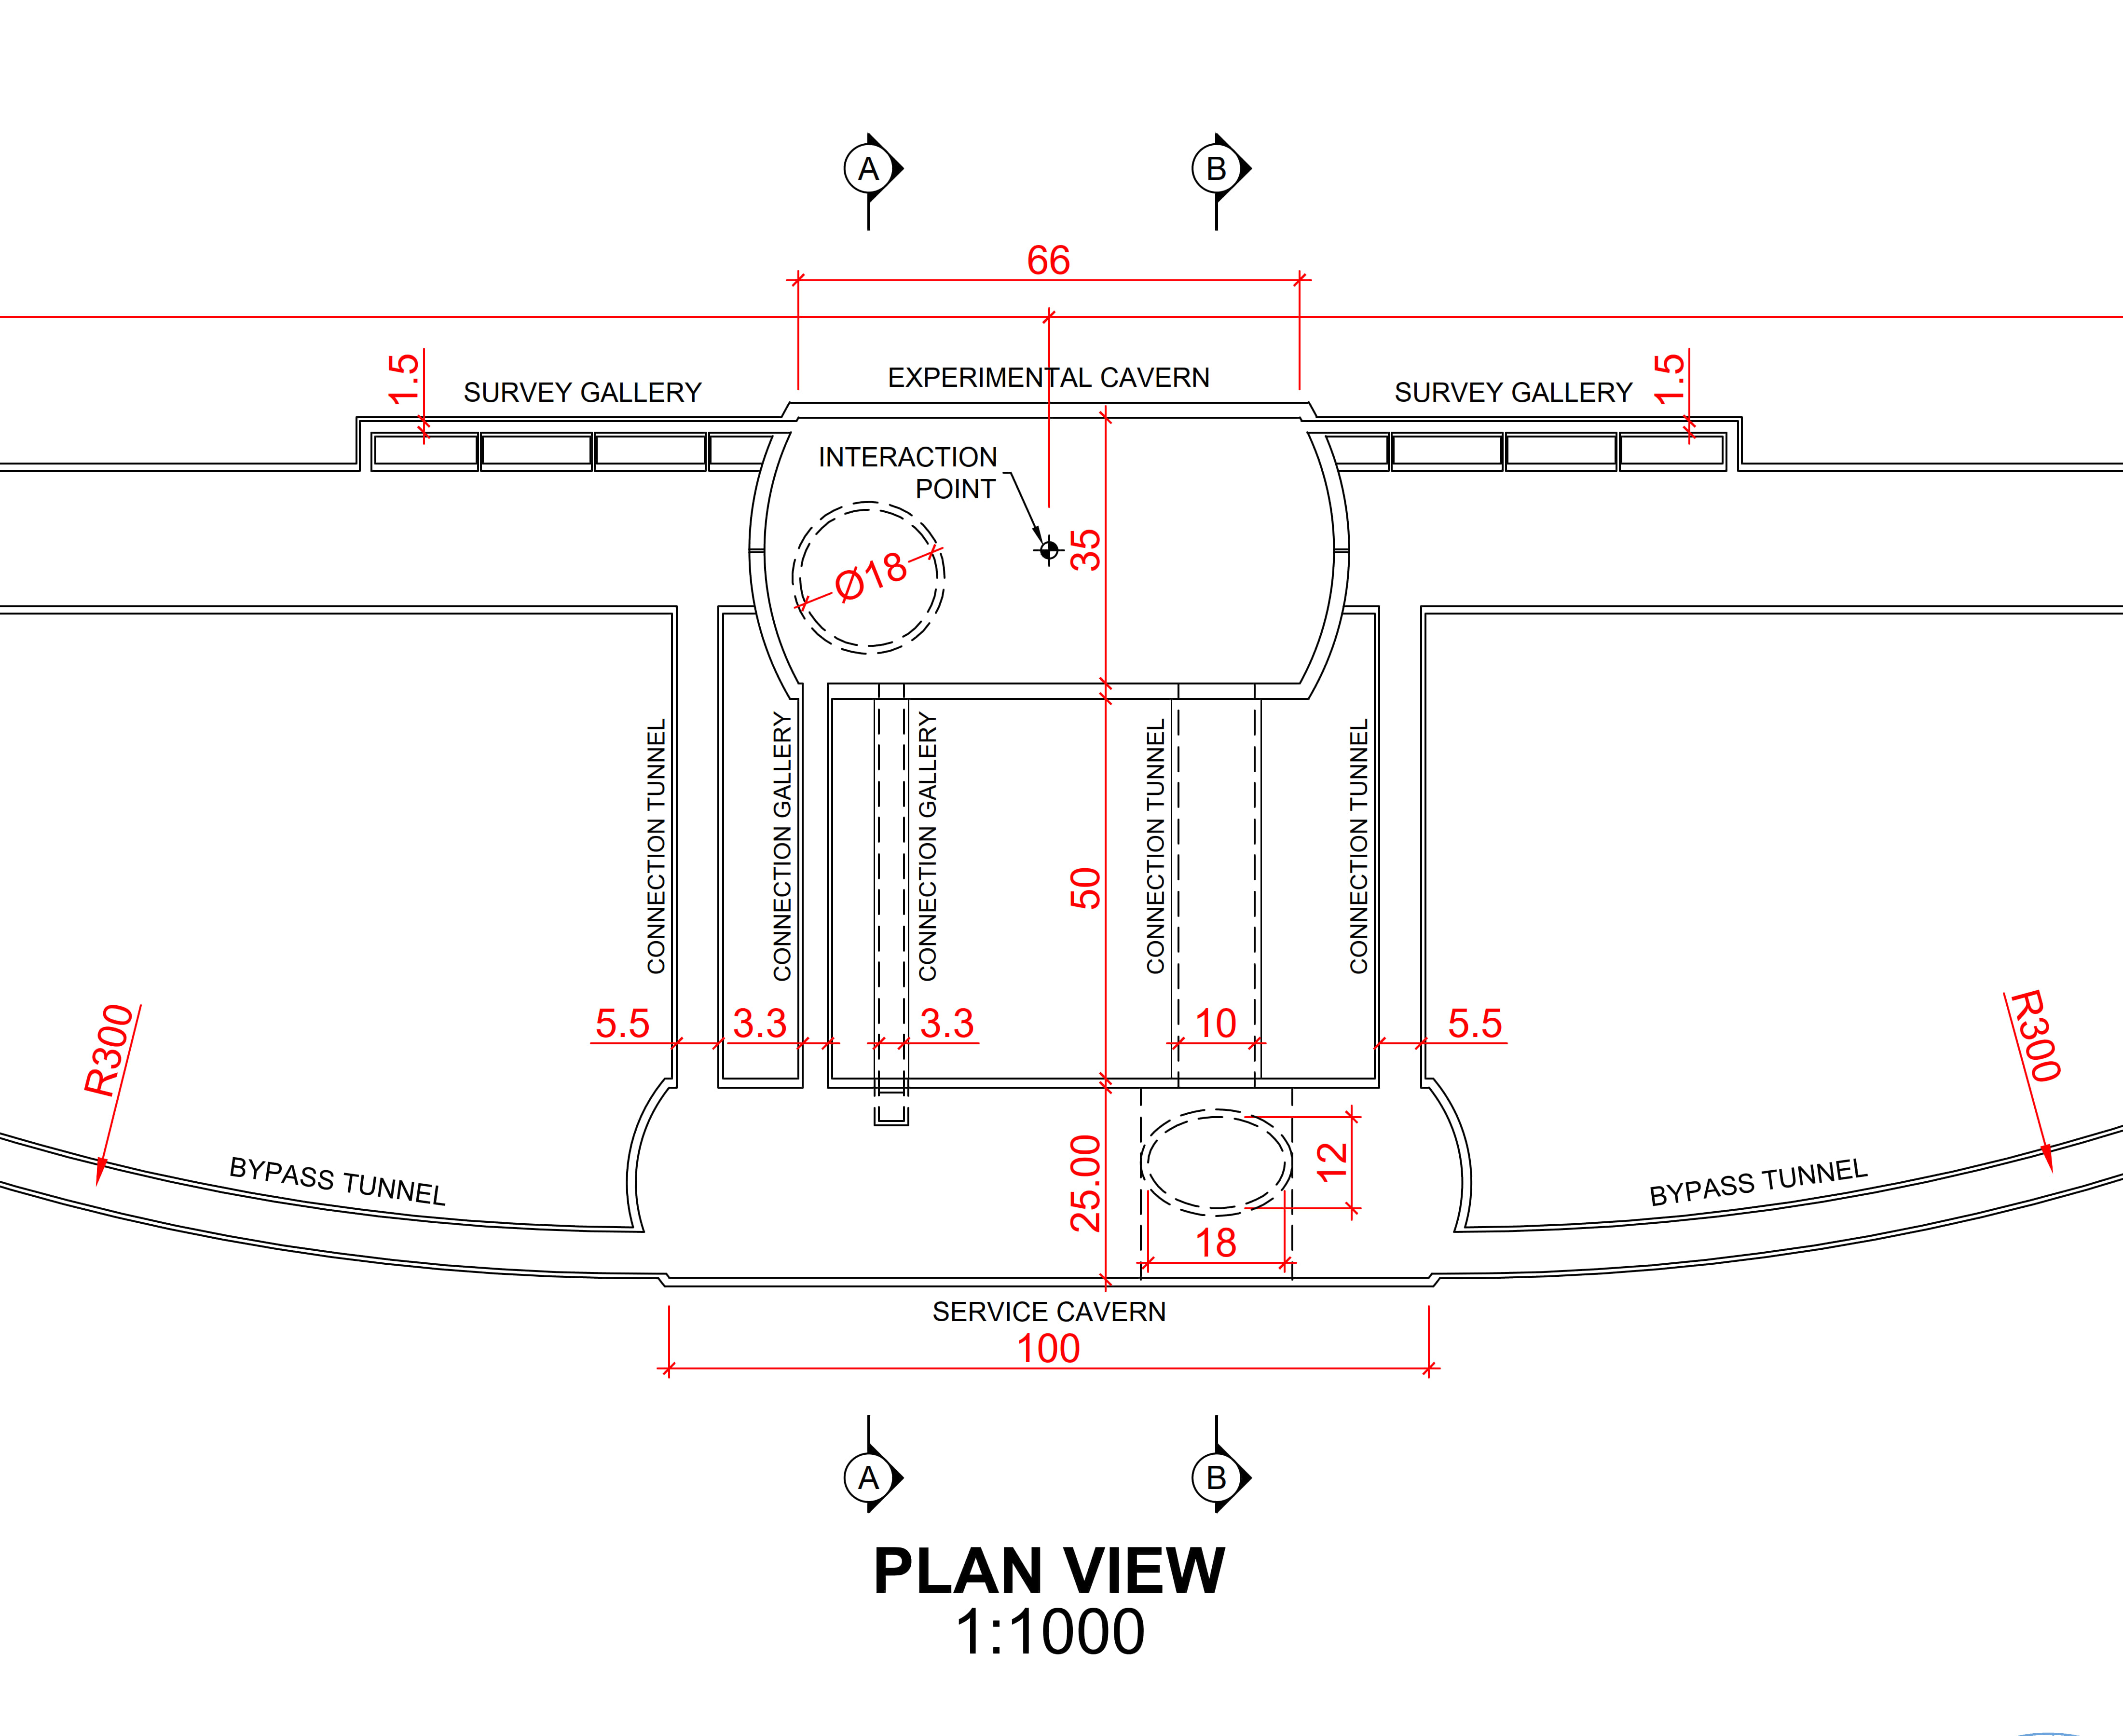 A
B
66
1.5
SURVEY GALLERY
EXPERIMENTAL CAVERN
SURVEY GALLERY
1.5
INTERACTION
POINT
Ø18
35
CONNECTION TUNNEL
CONNECTION GALLERY
CONNECTION GALLERY
CONNECTION TUNNEL
CONNECTION TUNNEL
50
5.5
3.3
3.3
10
5.5
R300
R300
BYPASS TUNNEL
25.00
12
18
BYPASS TUNNEL
SERVICE CAVERN
100
A
B
PLAN VIEW
1:1000